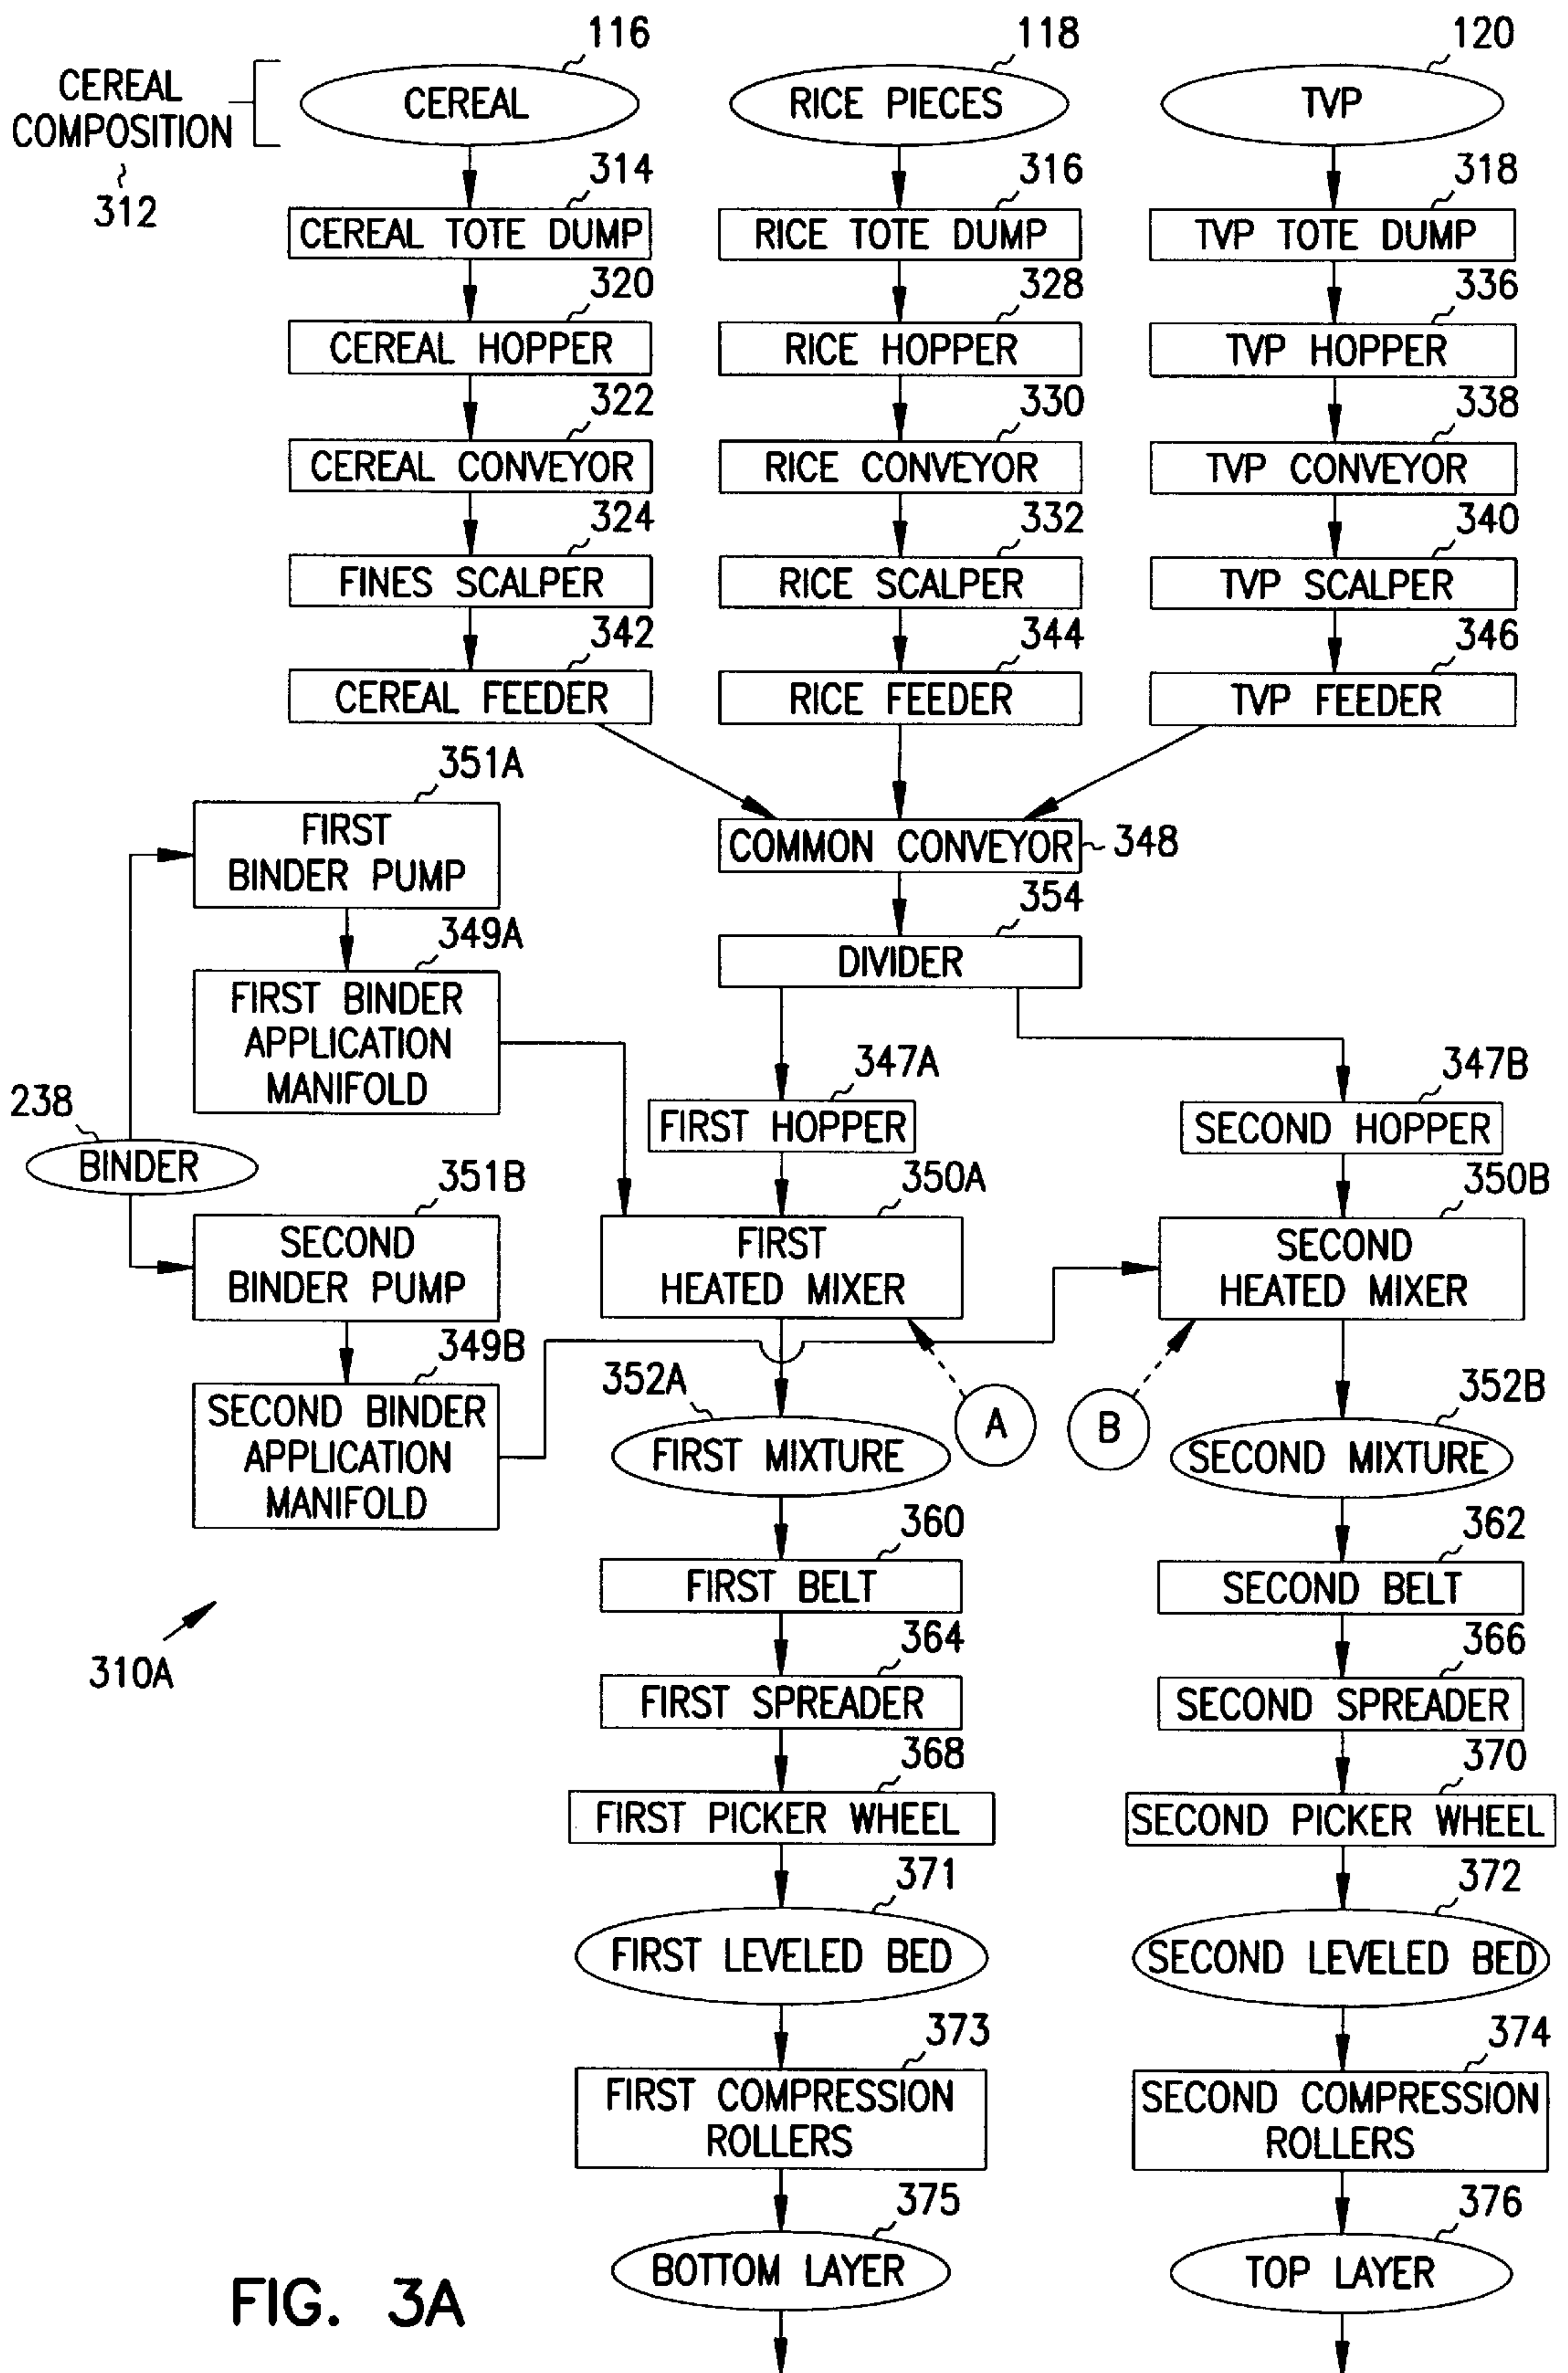 116
118
120
CEREAL
COMPOSITION
312
CEREAL
RICE PIECES
TVP
314
316
318
CEREAL TOTE DUMP
RICE TOTE DUMP
TVP TOTE DUMP
320
328
336
CEREAL HOPPER
RICE HOPPER
TVP HOPPER
322
330
338
CEREAL CONVEYOR
RICE CONVEYOR
TVP CONVEYOR
324
332
340
FINES SCALPER
RICE SCALPER
TVP SCALPER
342
344
346
CEREAL FEEDER
RICE FEEDER
TVP FEEDER
351A
FIRST
BINDER PUMP
COMMON CONVEYOR
348
354
DIVIDER
349A
FIRST BINDER
APPLICATION
MANIFOLD
347A
347B
FIRST HOPPER
SECOND HOPPER
238
BINDER
351B
350A
350B
SECOND
BINDER PUMP
FIRST
HEATED MIXER
SECOND
HEATED MIXER
349B
SECOND BINDER
APPLICATION
MANIFOLD
352A
FIRST MIXTURE
A
B
352B
SECOND MIXTURE
360
362
FIRST BELT
SECOND BELT
310A
364
366
FIRST SPREADER
SECOND SPREADER
368
370
FIRST PICKER WHEEL
SECOND PICKER WHEEL
371
372
FIRST LEVELED BED
SECOND LEVELED BED
373
374
FIRST COMPRESSION
ROLLERS
SECOND COMPRESSION
ROLLERS
375
376
BOTTOM LAYER
TOP LAYER
FIG. 3A